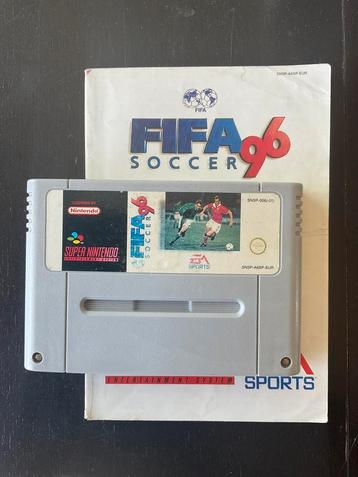 SNSP-A6SP-EUR
FIFA
FIFA
SOCCER 96
LICENSED BY
Nintendo
SUPER NINTENDO
ENTERTAINMENT SYSTEM
FIFA 96
SOCCER
SNSP-006(-01)
EA
SPORTS
SNSP-A6SP-EUR
ENTERTAINMENT SYSTEM
SPORTS